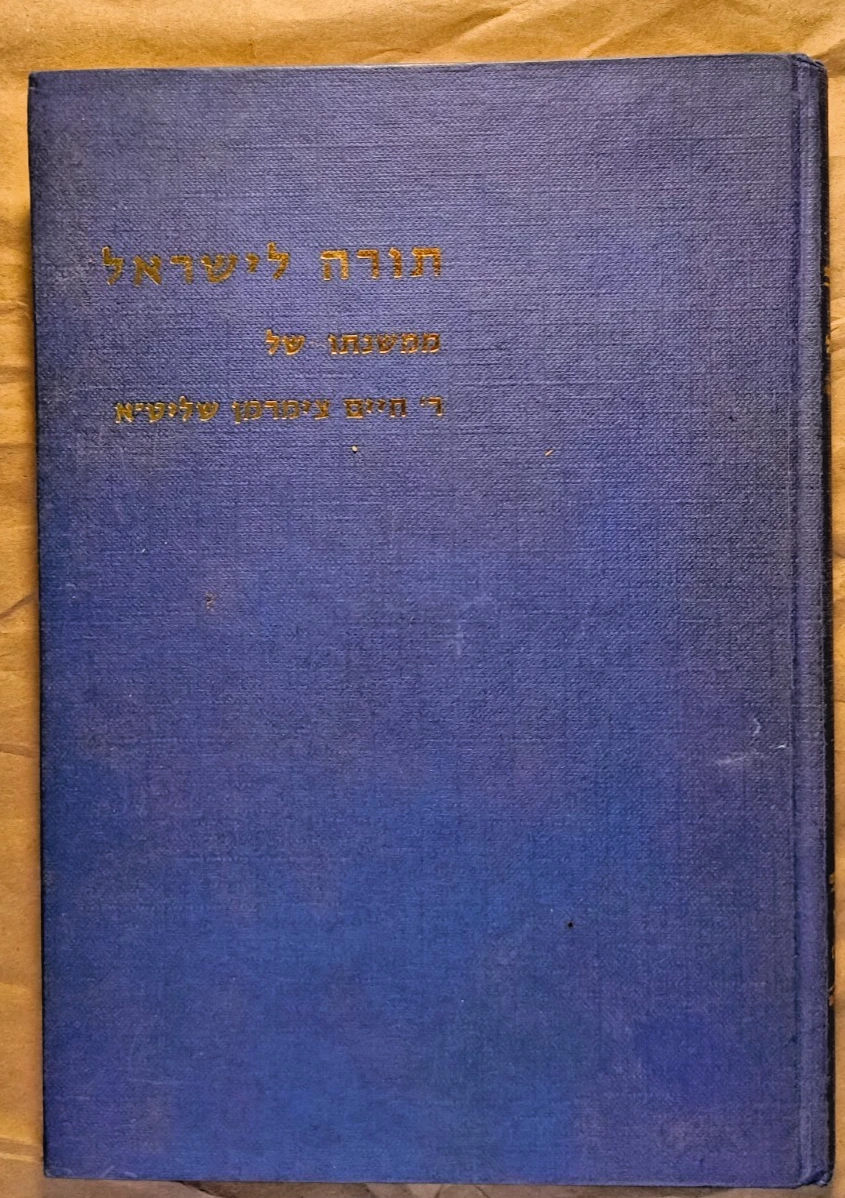 תורה לישראל
ממשנתו של
ר׳ חיים צימרמן שליט״א